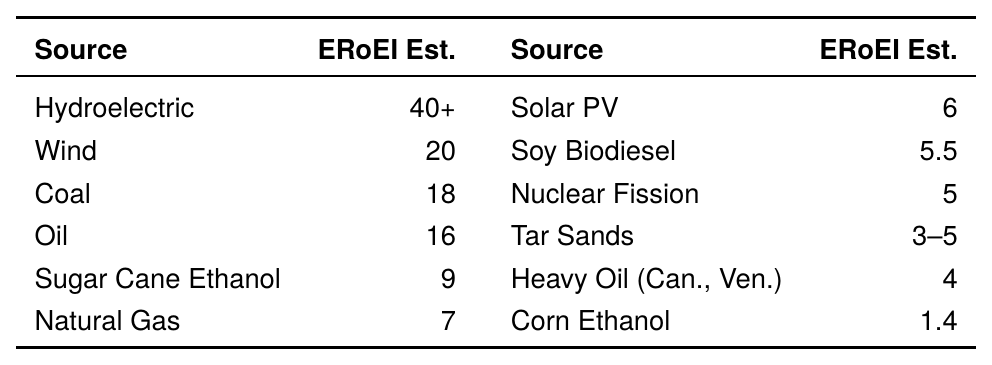 Source ERoEI Est. Source ERoEI Est.
Hydroelectric 40+ Solar PV 6
Wind 20 Soy Biodiesel 5.5
Coal 18 Nuclear Fission 5
Oil 16 Tar Sands 3–5
Sugar Cane Ethanol 9 Heavy Oil (Can., Ven.) 4
Natural Gas 7 Corn Ethanol 1.4